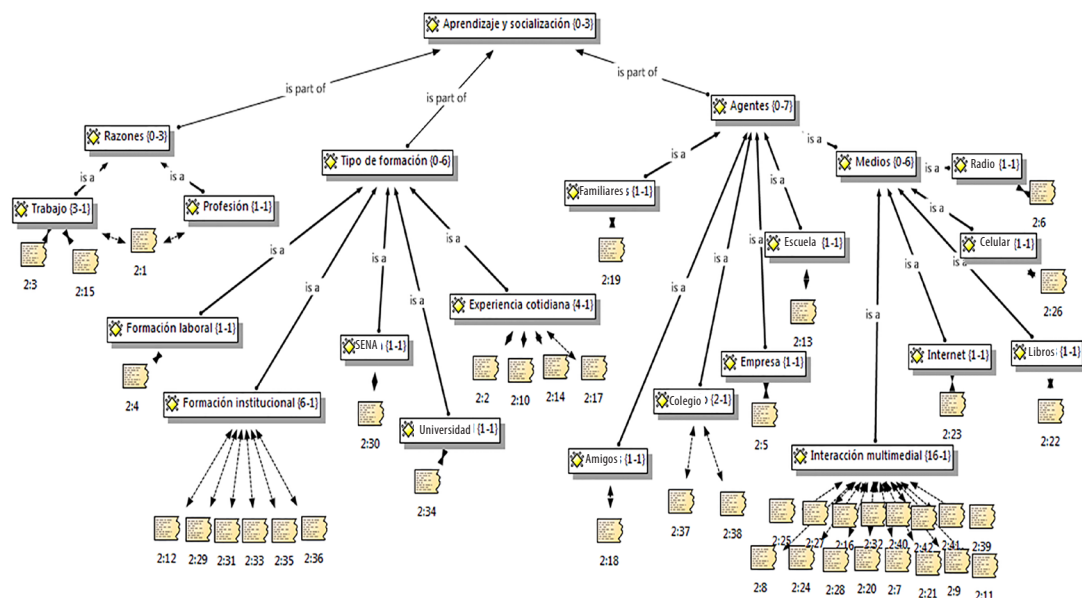 Aprendizaje y socialización {0-3}
is part of
is part of
is part of
Razones {0-3}
Tipo de formación {0-6}
Agentes {0-7}
is a
is a
is a
is a
is a
Trabajo {3-1}
Profesión {1-1}
Familiares {1-1}
Medios {0-6}
Radio {1-1}
2:3
2:15
2:1
2:19
2:6
Escuela {1-1}
Celular {1-1}
is a
is a
is a
is a
is a
is a
is a
is a
is a
is a
is a
is a
2:13
2:26
Formación laboral {1-1}
SENA {1-1}
Experiencia cotidiana {4-1}
Empresa {1-1}
Internet {1-1}
Libros {1-1}
2:4
2:30
2:2
2:10
2:14
2:17
2:5
2:23
2:22
Formación institucional {6-1}
Universidad {1-1}
Colegio {2-1}
Amigos {1-1}
Interacción multimedial {16-1}
2:34
2:37
2:38
2:18
2:12
2:29
2:31
2:33
2:35
2:36
2:25
2:27
2:16
2:32
2:40
2:42
2:41
2:39
2:8
2:24
2:28
2:20
2:7
2:21
2:9
2:11